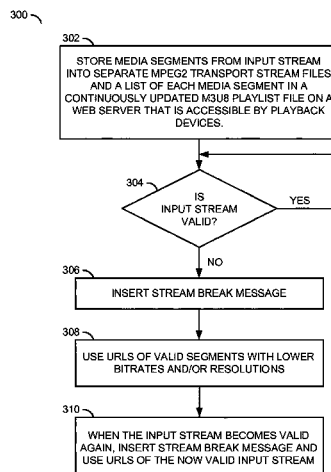 300
302
STORE MEDIA SEGMENTS FROM INPUT STREAM
INTO SEPARATE MPEG2 TRANSPORT STREAM FILES
AND A LIST OF EACH MEDIA SEGMENT IN A
CONTINUOUSLY UPDATED M3U8 PLAYLIST FILE ON A
WEB SERVER THAT IS ACCESSIBLE BY PLAYBACK
DEVICES.
304
IS
INPUT STREAM
VALID?
YES
NO
306
INSERT STREAM BREAK MESSAGE
308
USE URLS OF VALID SEGMENTS WITH LOWER
BITRATES AND/OR RESOLUTIONS
310
WHEN THE INPUT STREAM BECOMES VALID
AGAIN, INSERT STREAM BREAK MESSAGE AND
USE URLS OF THE NOW VALID INPUT STREAM